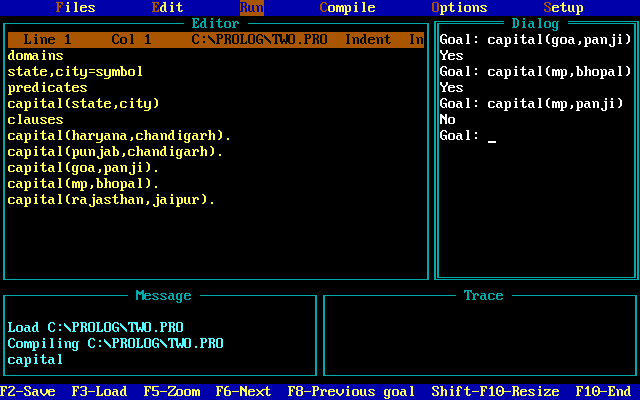 Files Edit Run Compile Options Setup
Editor
Line 1 Col 1 C:\PROLOG\TWO.PRO Indent In
domains
state,city=symbol
predicates
capital(state,city)
clauses
capital(haryana,chandigarh).
capital(punjab,chandigarh).
capital(goa,panji).
capital(mp,bhopal).
capital(rajasthan,jaipur).
Dialog
Goal: capital(goa,panji)
Yes
Goal: capital(mp,bhopal)
Yes
Goal: capital(mp,panji)
No
Goal: _
Message
Load C:\PROLOG\TWO.PRO
Compiling C:\PROLOG\TWO.PRO
capital
Trace
F2-Save F3-Load F5-Zoom F6-Next F8-Previous goal Shift-F10-Resize F10-End